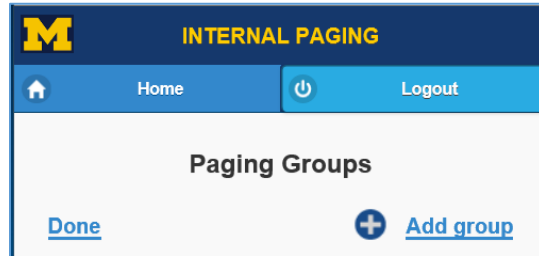 M INTERNAL PAGING
Home Logout
Paging Groups
Done Add group